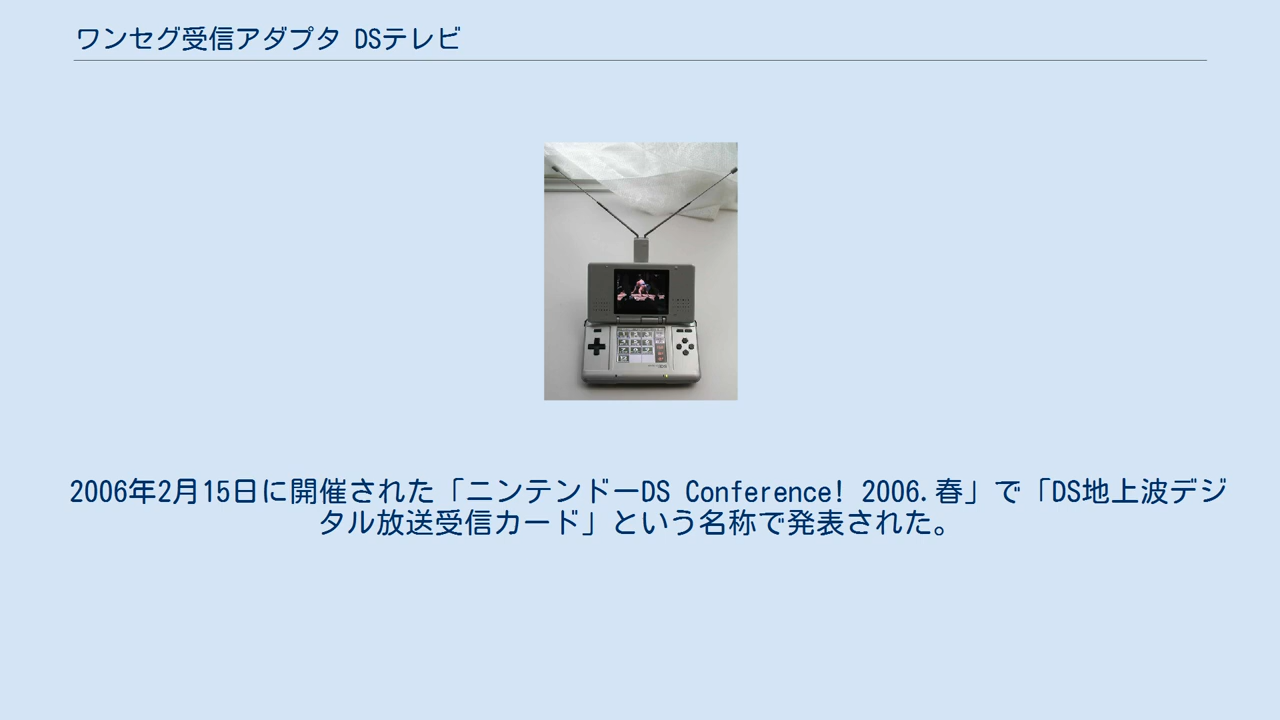 ワンセグ受信アダプタ DSテレビ
2006年2月15日に開催された「ニンテンドーDS Conference! 2006.春」で「DS地上波デジ
タル放送受信カード」という名称で発表された。